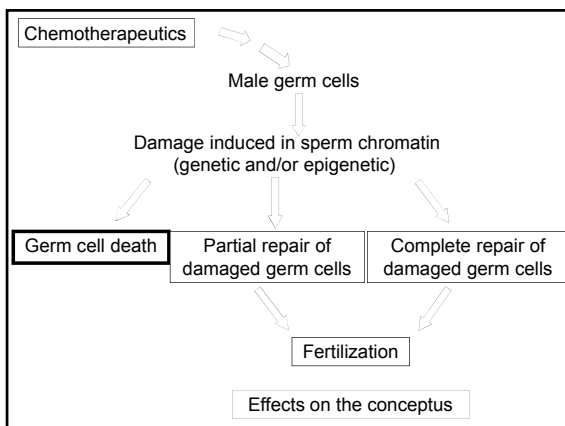 Chemotherapeutics
Male germ cells
Damage induced in sperm chromatin
(genetic and/or epigenetic)
Germ cell death
Partial repair of
damaged germ cells
Complete repair of
damaged germ cells
Fertilization
Effects on the conceptus